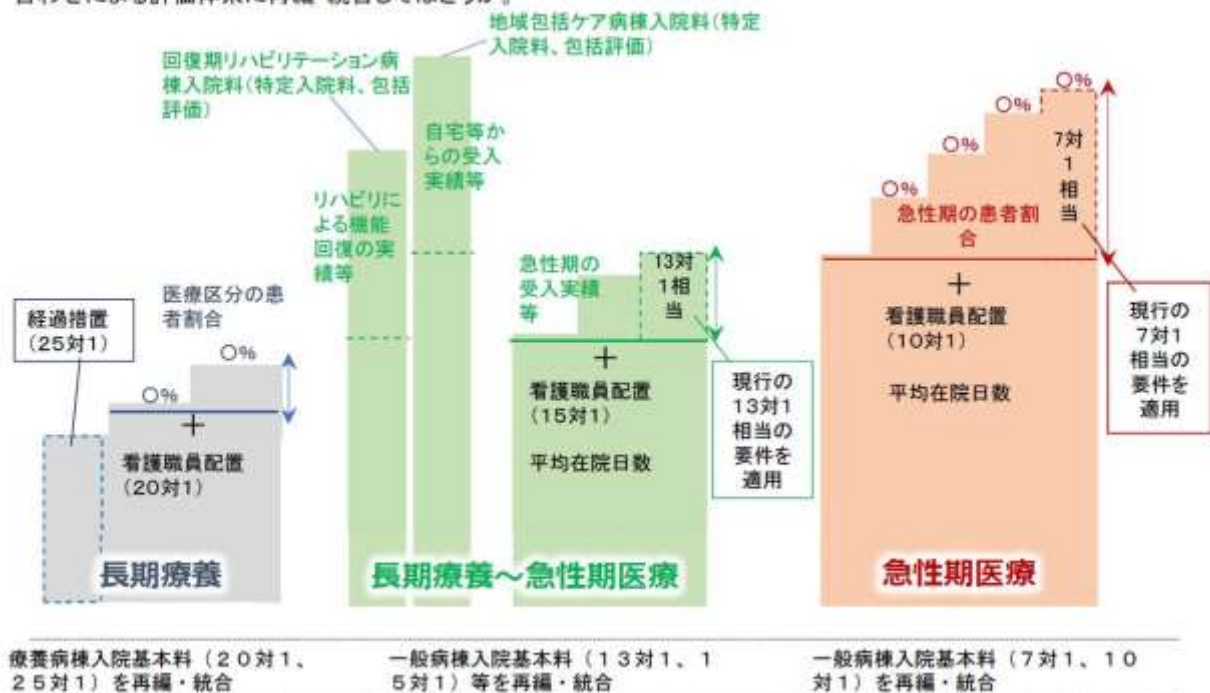 地域包括ケア病棟入院料(特定
入院料、包括評価)
回復期リハビリテーション病
棟入院料(特定入院料、包括
評価)
自宅等か
らの受入
実績等
リハビリに
よる機能
回復の実
績等
急性期の
受入実績
等
13対
1相
当
○%
○%
○%
○%
7対
1
相
当
急性期の患者割
合
経過措置
(25対1)
医療区分の患
者割合
○%
○%
+
看護職員配置
(20対1)
+
看護職員配置
(15対1)
平均在院日数
現行の
13対1
相当の
要件を
適用
+
看護職員配置
(10対1)
平均在院日数
現行の
7対1
相当の
要件を
適用
長期療養
長期療養～急性期医療
急性期医療
療養病棟入院基本料（２０対１、
２５対１）を再編・統合
一般病棟入院基本料（１３対１、１
５対１）等を再編・統合
一般病棟入院基本料（７対１、１０
対１）を再編・統合